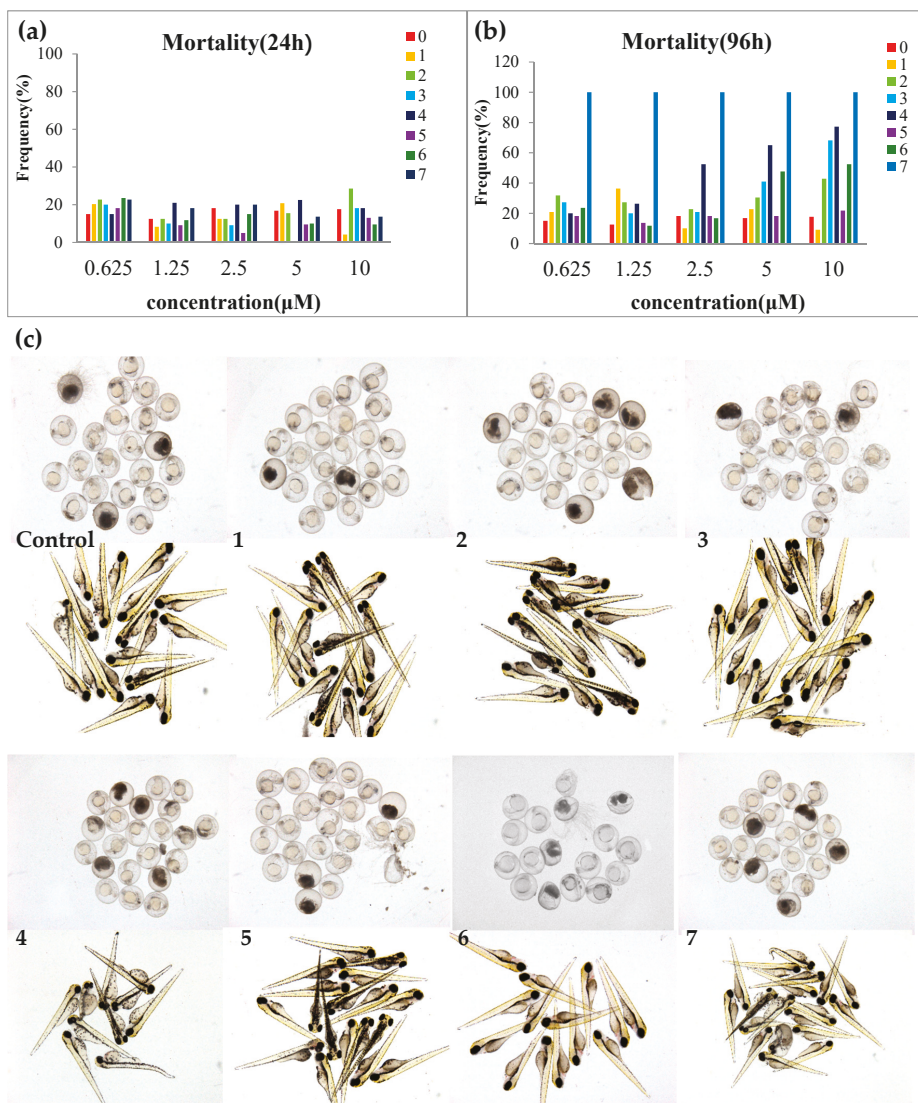 (a)
Mortality(24h)
Frequency(%)
100
80
60
40
20
0
0.625 1.25 2.5 5 10
concentration(µM)
0
1
2
3
4
5
6
7
(b)
Mortality(96h)
Frequency(%)
120
100
80
60
40
20
0
0.625 1.25 2.5 5 10
concentration(µM)
0
1
2
3
4
5
6
7
(c)
Control 1 2 3
4 5 6 7